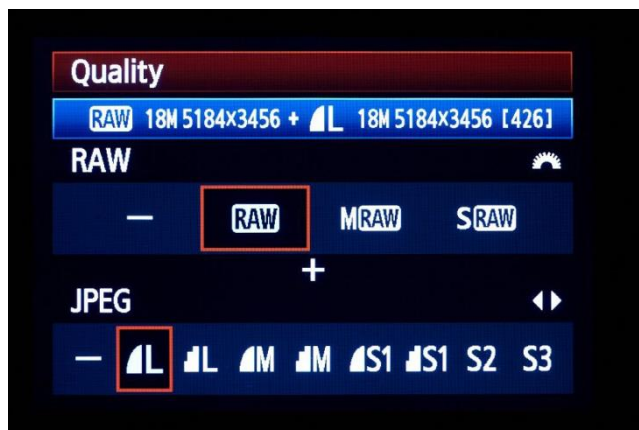 Quality
RAW 18M 5184x3456 + L 18M 5184x3456 [426]
RAW
— RAW MRAW SRAW
+
JPEG
— L L M M S1 S1 S2 S3